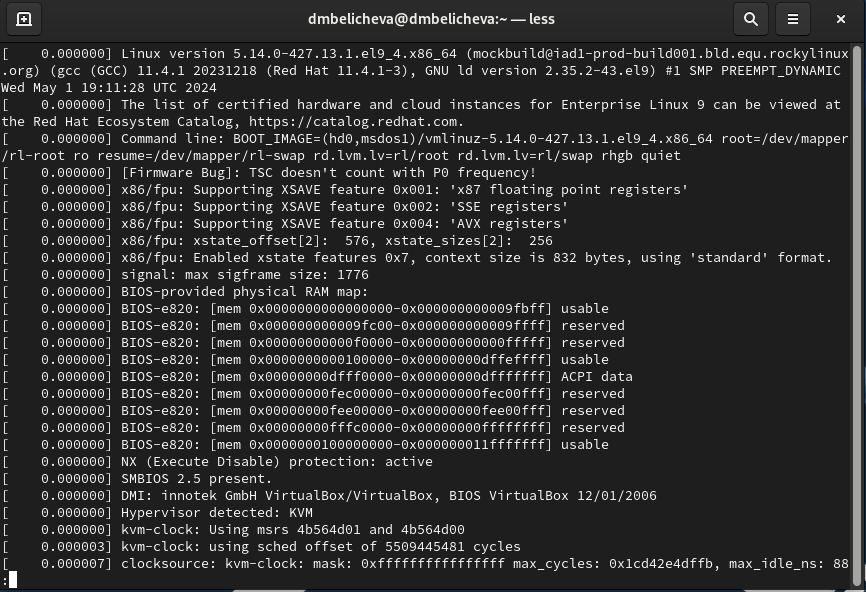 dmbelicheva@dmbelicheva:~ — less
[    0.000000] Linux version 5.14.0-427.13.1.el9_4.x86_64 (mockbuild@iad1-prod-build001.bld.equ.rockylinux
.org) (gcc (GCC) 11.4.1 20231218 (Red Hat 11.4.1-3), GNU ld version 2.35.2-43.el9) #1 SMP PREEMPT_DYNAMIC
Wed May 1 19:11:28 UTC 2024
[    0.000000] The list of certified hardware and cloud instances for Enterprise Linux 9 can be viewed at
the Red Hat Ecosystem Catalog, https://catalog.redhat.com.
[    0.000000] Command line: BOOT_IMAGE=(hd0,msdos1)/vmlinuz-5.14.0-427.13.1.el9_4.x86_64 root=/dev/mapper
/rl-root ro resume=/dev/mapper/rl-swap rd.lvm.lv=rl/root rd.lvm.lv=rl/swap rhgb quiet
[    0.000000] [Firmware Bug]: TSC doesn't count with P0 frequency!
[    0.000000] x86/fpu: Supporting XSAVE feature 0x001: 'x87 floating point registers'
[    0.000000] x86/fpu: Supporting XSAVE feature 0x002: 'SSE registers'
[    0.000000] x86/fpu: Supporting XSAVE feature 0x004: 'AVX registers'
[    0.000000] x86/fpu: xstate_offset[2]:  576, xstate_sizes[2]:  256
[    0.000000] x86/fpu: Enabled xstate features 0x7, context size is 832 bytes, using 'standard' format.
[    0.000000] signal: max sigframe size: 1776
[    0.000000] BIOS-provided physical RAM map:
[    0.000000] BIOS-e820: [mem 0x0000000000000000-0x000000000009fbff] usable
[    0.000000] BIOS-e820: [mem 0x000000000009fc00-0x000000000009ffff] reserved
[    0.000000] BIOS-e820: [mem 0x00000000000f0000-0x00000000000fffff] reserved
[    0.000000] BIOS-e820: [mem 0x0000000000100000-0x00000000dffeffff] usable
[    0.000000] BIOS-e820: [mem 0x00000000dfff0000-0x00000000dfffffff] ACPI data
[    0.000000] BIOS-e820: [mem 0x00000000fec00000-0x00000000fec00fff] reserved
[    0.000000] BIOS-e820: [mem 0x00000000fee00000-0x00000000fee00fff] reserved
[    0.000000] BIOS-e820: [mem 0x00000000fffc0000-0x00000000ffffffff] reserved
[    0.000000] BIOS-e820: [mem 0x0000000100000000-0x000000011fffffff] usable
[    0.000000] NX (Execute Disable) protection: active
[    0.000000] SMBIOS 2.5 present.
[    0.000000] DMI: innotek GmbH VirtualBox/VirtualBox, BIOS VirtualBox 12/01/2006
[    0.000000] Hypervisor detected: KVM
[    0.000000] kvm-clock: Using msrs 4b564d01 and 4b564d00
[    0.000003] kvm-clock: using sched offset of 5509445481 cycles
[    0.000007] clocksource: kvm-clock: mask: 0xffffffffffffffff max_cycles: 0x1cd42e4dffb, max_idle_ns: 88
: